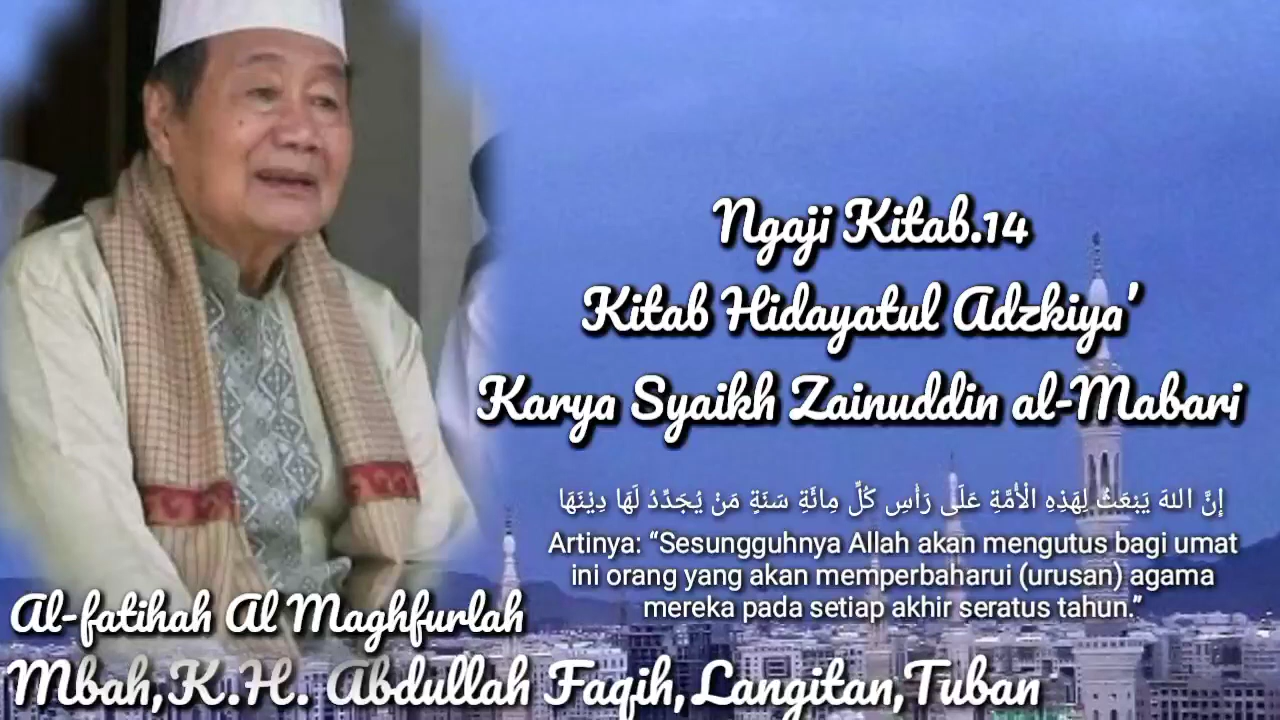 Ngaji Kitab.14
Kitab Hidayatul Adzkiya'
Karya Syaikh Zainuddin al-Mabari
إِنَّ اللهَ يَبْعَثُ لِهَذِهِ الْأُمَّةِ عَلَى رَأْسِ كُلِّ مِائَةِ سَنَةٍ مَنْ يُجَدِّدُ لَهَا دِيْنَهَا
Artinya: “Sesungguhnya Allah akan mengutus bagi umat
ini orang yang akan memperbaharui (urusan) agama
mereka pada setiap akhir seratus tahun.”
Al-fatihah Al Maghfurlah
Mbah,K.H. Abdullah Faqih,Langitan,Tuban